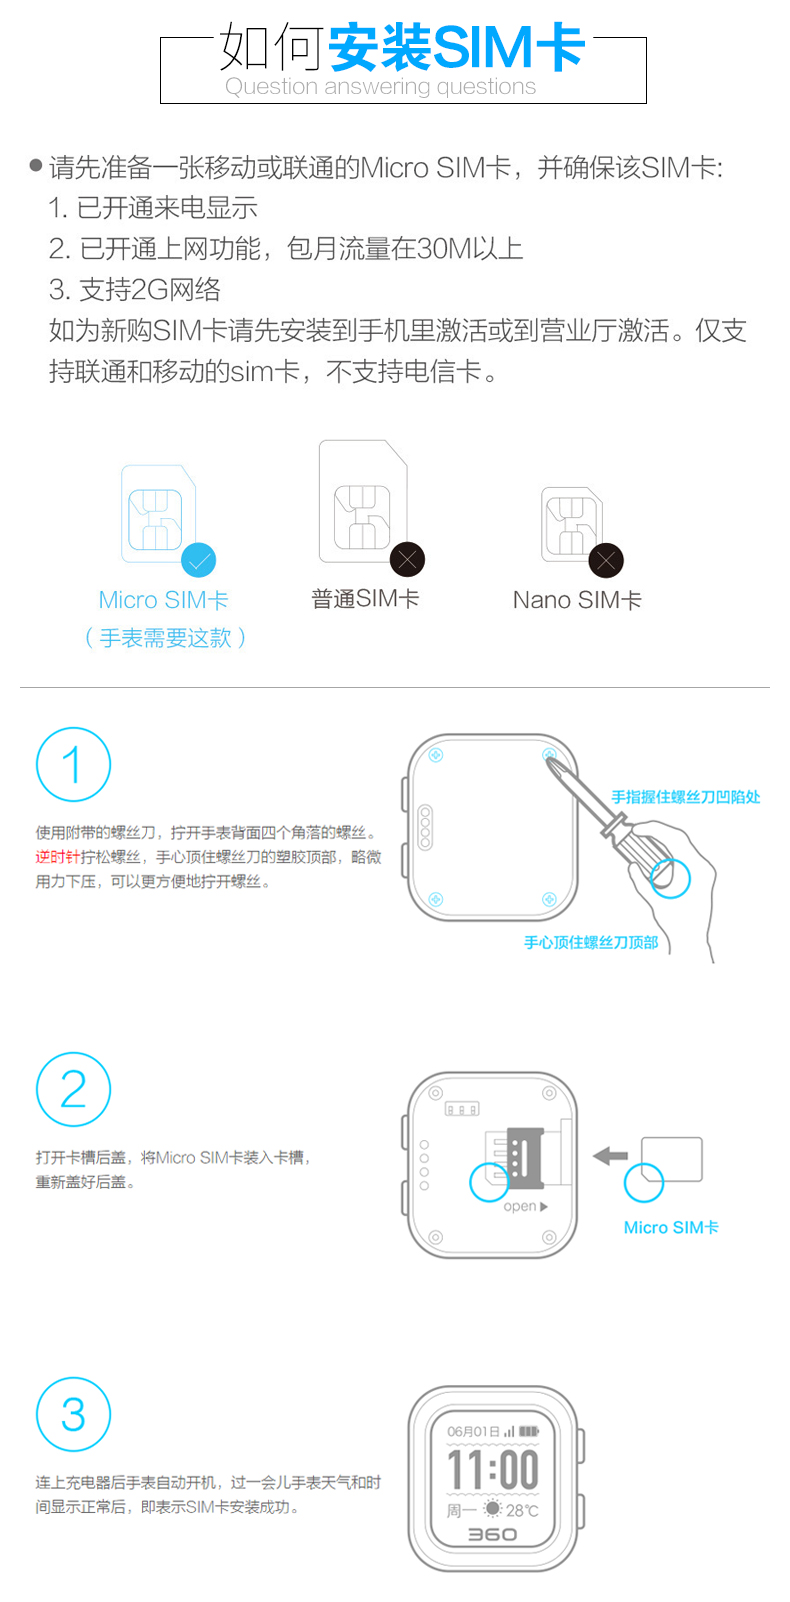 如何安装SIM卡
Question answering questions
●请先准备一张移动或联通的Micro SIM卡，并确保该SIM卡:
1. 已开通来电显示
2. 已开通上网功能，包月流量在30M以上
3. 支持2G网络
如为新购SIM卡请先安装到手机里激活或到营业厅激活。仅支
持联通和移动的sim卡，不支持电信卡。
Micro SIM卡
（手表需要这款）
普通SIM卡
Nano SIM卡
1
使用附带的螺丝刀，拧开手表背面四个角落的螺丝。
逆时针拧松螺丝，手心顶住螺丝刀的塑胶顶部，略微
用力下压，可以更方便地拧开螺丝。
手指握住螺丝刀凹陷处
手心顶住螺丝刀顶部
2
打开卡槽后盖，将Micro SIM卡装入卡槽，
重新盖好后盖。
open
Micro SIM卡
3
连上充电器后手表自动开机，过一会儿手表天气和时
间显示正常后，即表示SIM卡安装成功。
06月01日
11:00
周一 28℃
360